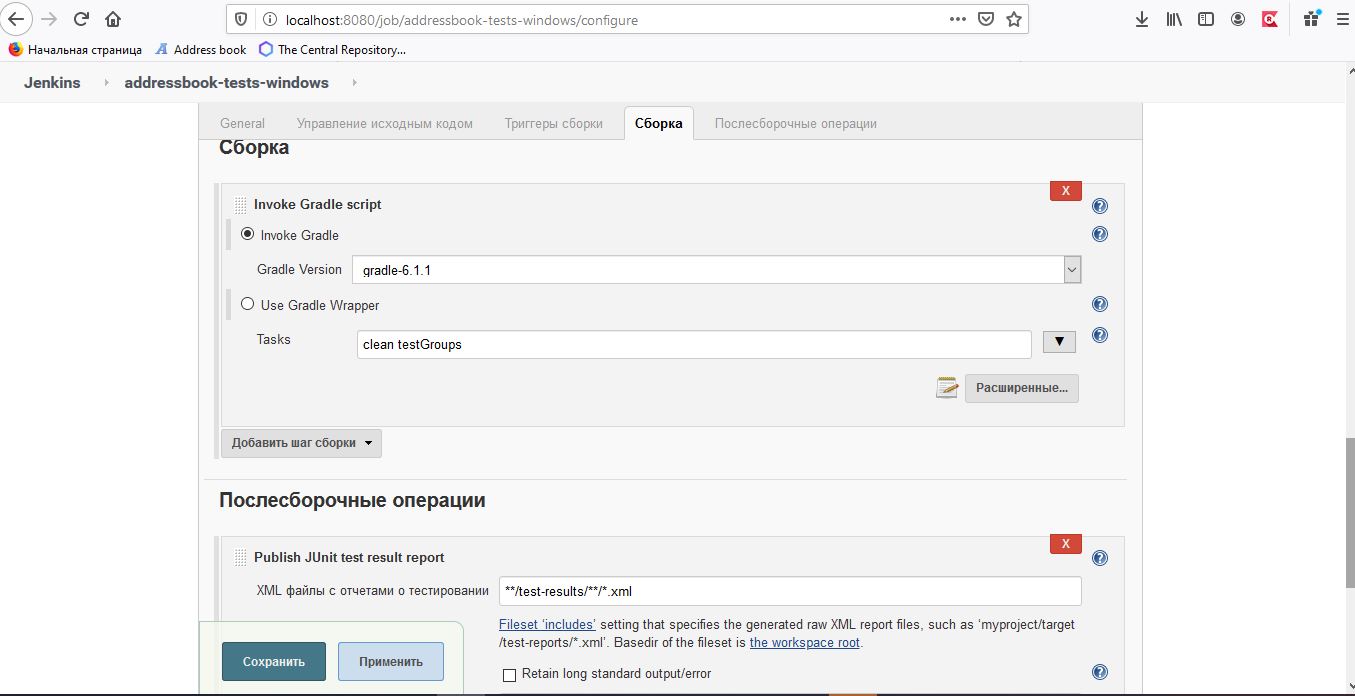 localhost:8080/job/addressbook-tests-windows/configure
Начальная страница
Address book
The Central Repository...
Jenkins
addressbook-tests-windows
General
Управление исходным кодом
Триггеры сборки
Сборка
Послесборочные операции
Сборка
X
Invoke Gradle script
Invoke Gradle
Gradle Version
gradle-6.1.1
Use Gradle Wrapper
Tasks
clean testGroups
Расширенные...
Добавить шаг сборки
Послесборочные операции
X
Publish JUnit test result report
XML файлы с отчетами о тестировании
**/test-results/**/*.xml
Fileset ‘includes’ setting that specifies the generated raw XML report files, such as ‘myproject/target
/test-reports/*.xml’. Basedir of the fileset is the workspace root.
Сохранить
Применить
Retain long standard output/error